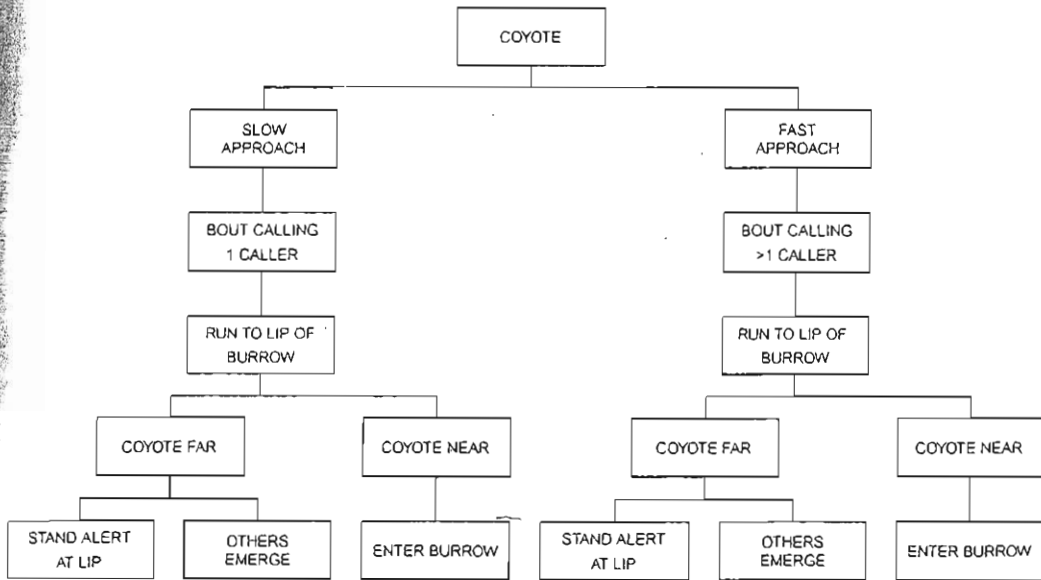 COYOTE
SLOW
APPROACH
FAST
APPROACH
BOUT CALLING
1 CALLER
BOUT CALLING
>1 CALLER
RUN TO LIP OF
BURROW
RUN TO LIP OF
BURROW
COYOTE FAR
COYOTE NEAR
COYOTE FAR
COYOTE NEAR
STAND ALERT
AT LIP
OTHERS
EMERGE
ENTER BURROW
STAND ALERT
AT LIP
OTHERS
EMERGE
ENTER BURROW